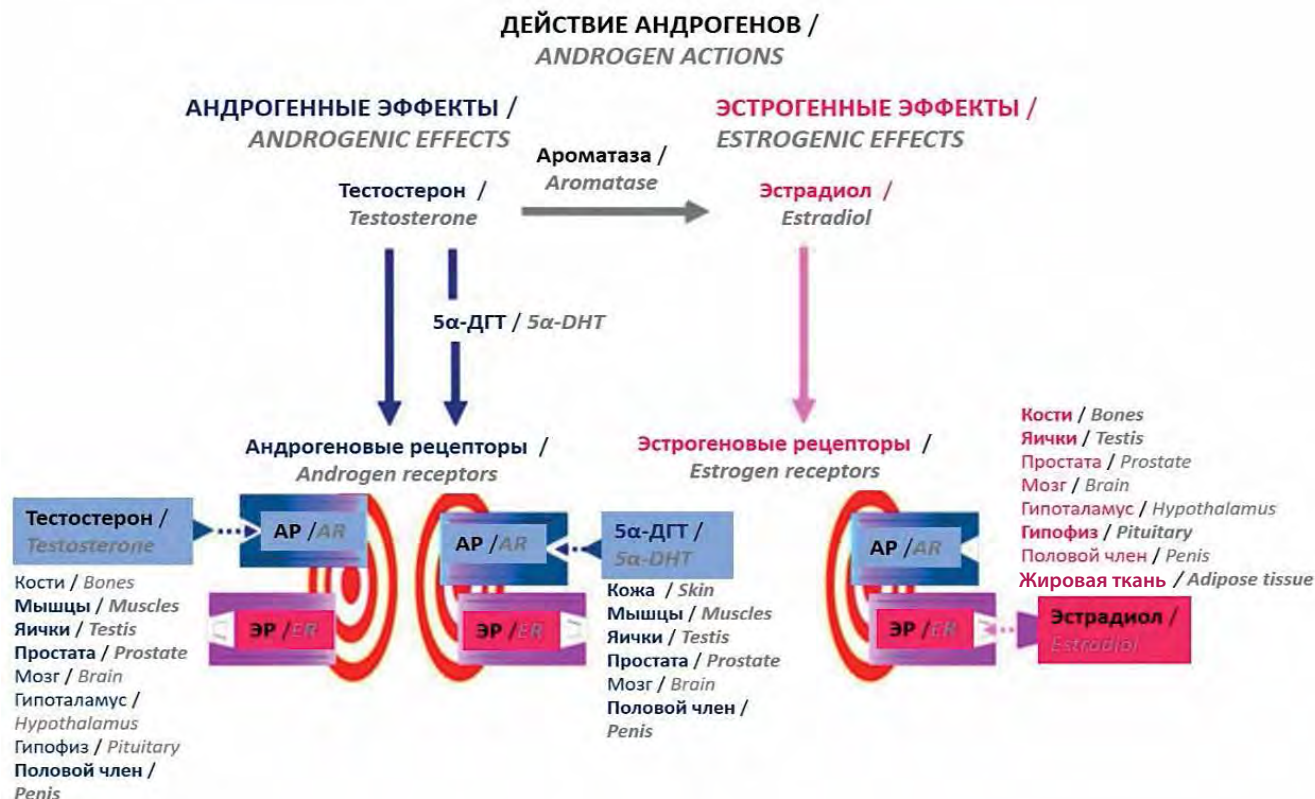 ДЕЙСТВИЕ АНДРОГЕНОВ /
ANDROGEN ACTIONS
АНДРОГЕННЫЕ ЭФФЕКТЫ /
ANDROGENIC EFFECTS
ЭСТРОГЕННЫЕ ЭФФЕКТЫ /
ESTROGENIC EFFECTS
Ароматаза /
Aromatase
Тестостерон /
Testosterone
Эстрадиол /
Estradiol
5α-ДГТ / 5α-DHT
Андрогеновые рецепторы /
Androgen receptors
Эстрогеновые рецепторы /
Estrogen receptors
Тестостерон /
Testosterone
Кости / Bones
Мышцы / Muscles
Яички / Testis
Простата / Prostate
Мозг / Brain
Гипоталамус /
Hypothalamus
Гипофиз / Pituitary
Половой член /
Penis
АР /AR
ЭР /ER
АР /AR
ЭР /ER
5α-ДГТ /
5α-DHT
Кожа / Skin
Мышцы / Muscles
Яички / Testis
Простата / Prostate
Мозг / Brain
Половой член /
Penis
АР /AR
ЭР /ER
Кости / Bones
Яички / Testis
Простата / Prostate
Мозг / Brain
Гипоталамус / Hypothalamus
Гипофиз / Pituitary
Половой член / Penis
Жировая ткань / Adipose tissue
Эстрадиол /
Estradiol